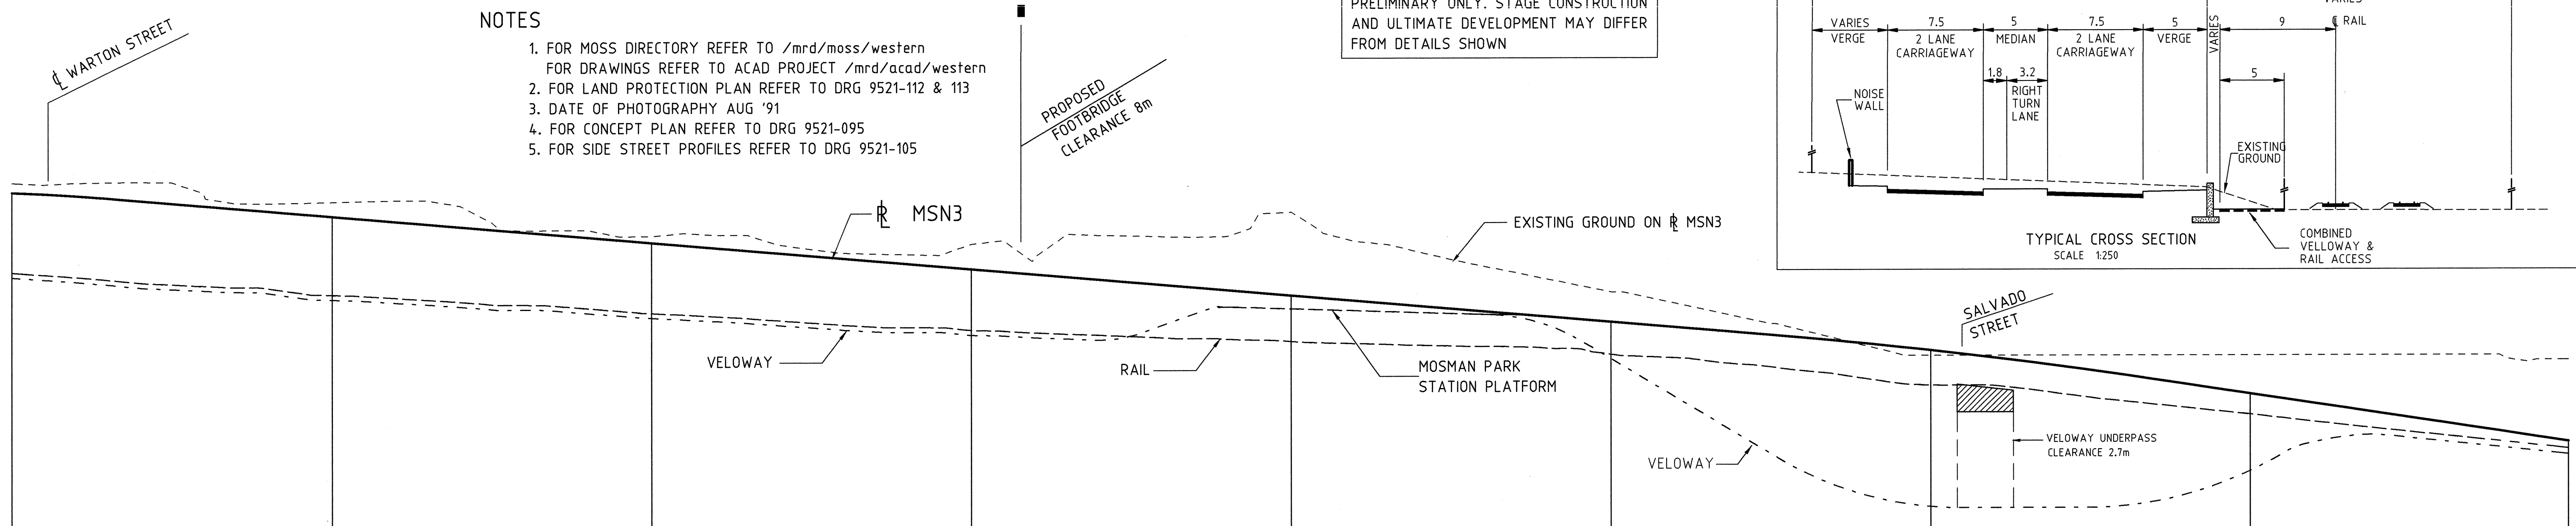 NOTES
1. FOR MOSS DIRECTORY REFER TO /mrd/moss/western
FOR DRAWINGS REFER TO ACAD PROJECT /mrd/acad/western
2. FOR LAND PROTECTION PLAN REFER TO DRG 9521-112 & 113
3. DATE OF PHOTOGRAPHY AUG '91
4. FOR CONCEPT PLAN REFER TO DRG 9521-095
5. FOR SIDE STREET PROFILES REFER TO DRG 9521-105
℄ WARTON STREET
PROPOSED
FOOTBRIDGE
CLEARANCE 8m
PRELIMINARY ONLY. STAGE CONSTRUCTION
AND ULTIMATE DEVELOPMENT MAY DIFFER
FROM DETAILS SHOWN
VARIES
VERGE
7.5
2 LANE
CARRIAGEWAY
5
MEDIAN
7.5
2 LANE
CARRIAGEWAY
5
VERGE
VARIES
VARIES
9
℄ RAIL
1.8
3.2
RIGHT
TURN
LANE
5
NOISE
WALL
EXISTING
GROUND
TYPICAL CROSS SECTION
SCALE 1:250
COMBINED
VELLOWAY &
RAIL ACCESS
MSN3
EXISTING GROUND ON MSN3
SALVADO
STREET
VELOWAY
RAIL
MOSMAN PARK
STATION PLATFORM
VELOWAY
VELOWAY UNDERPASS
CLEARANCE 2.7m